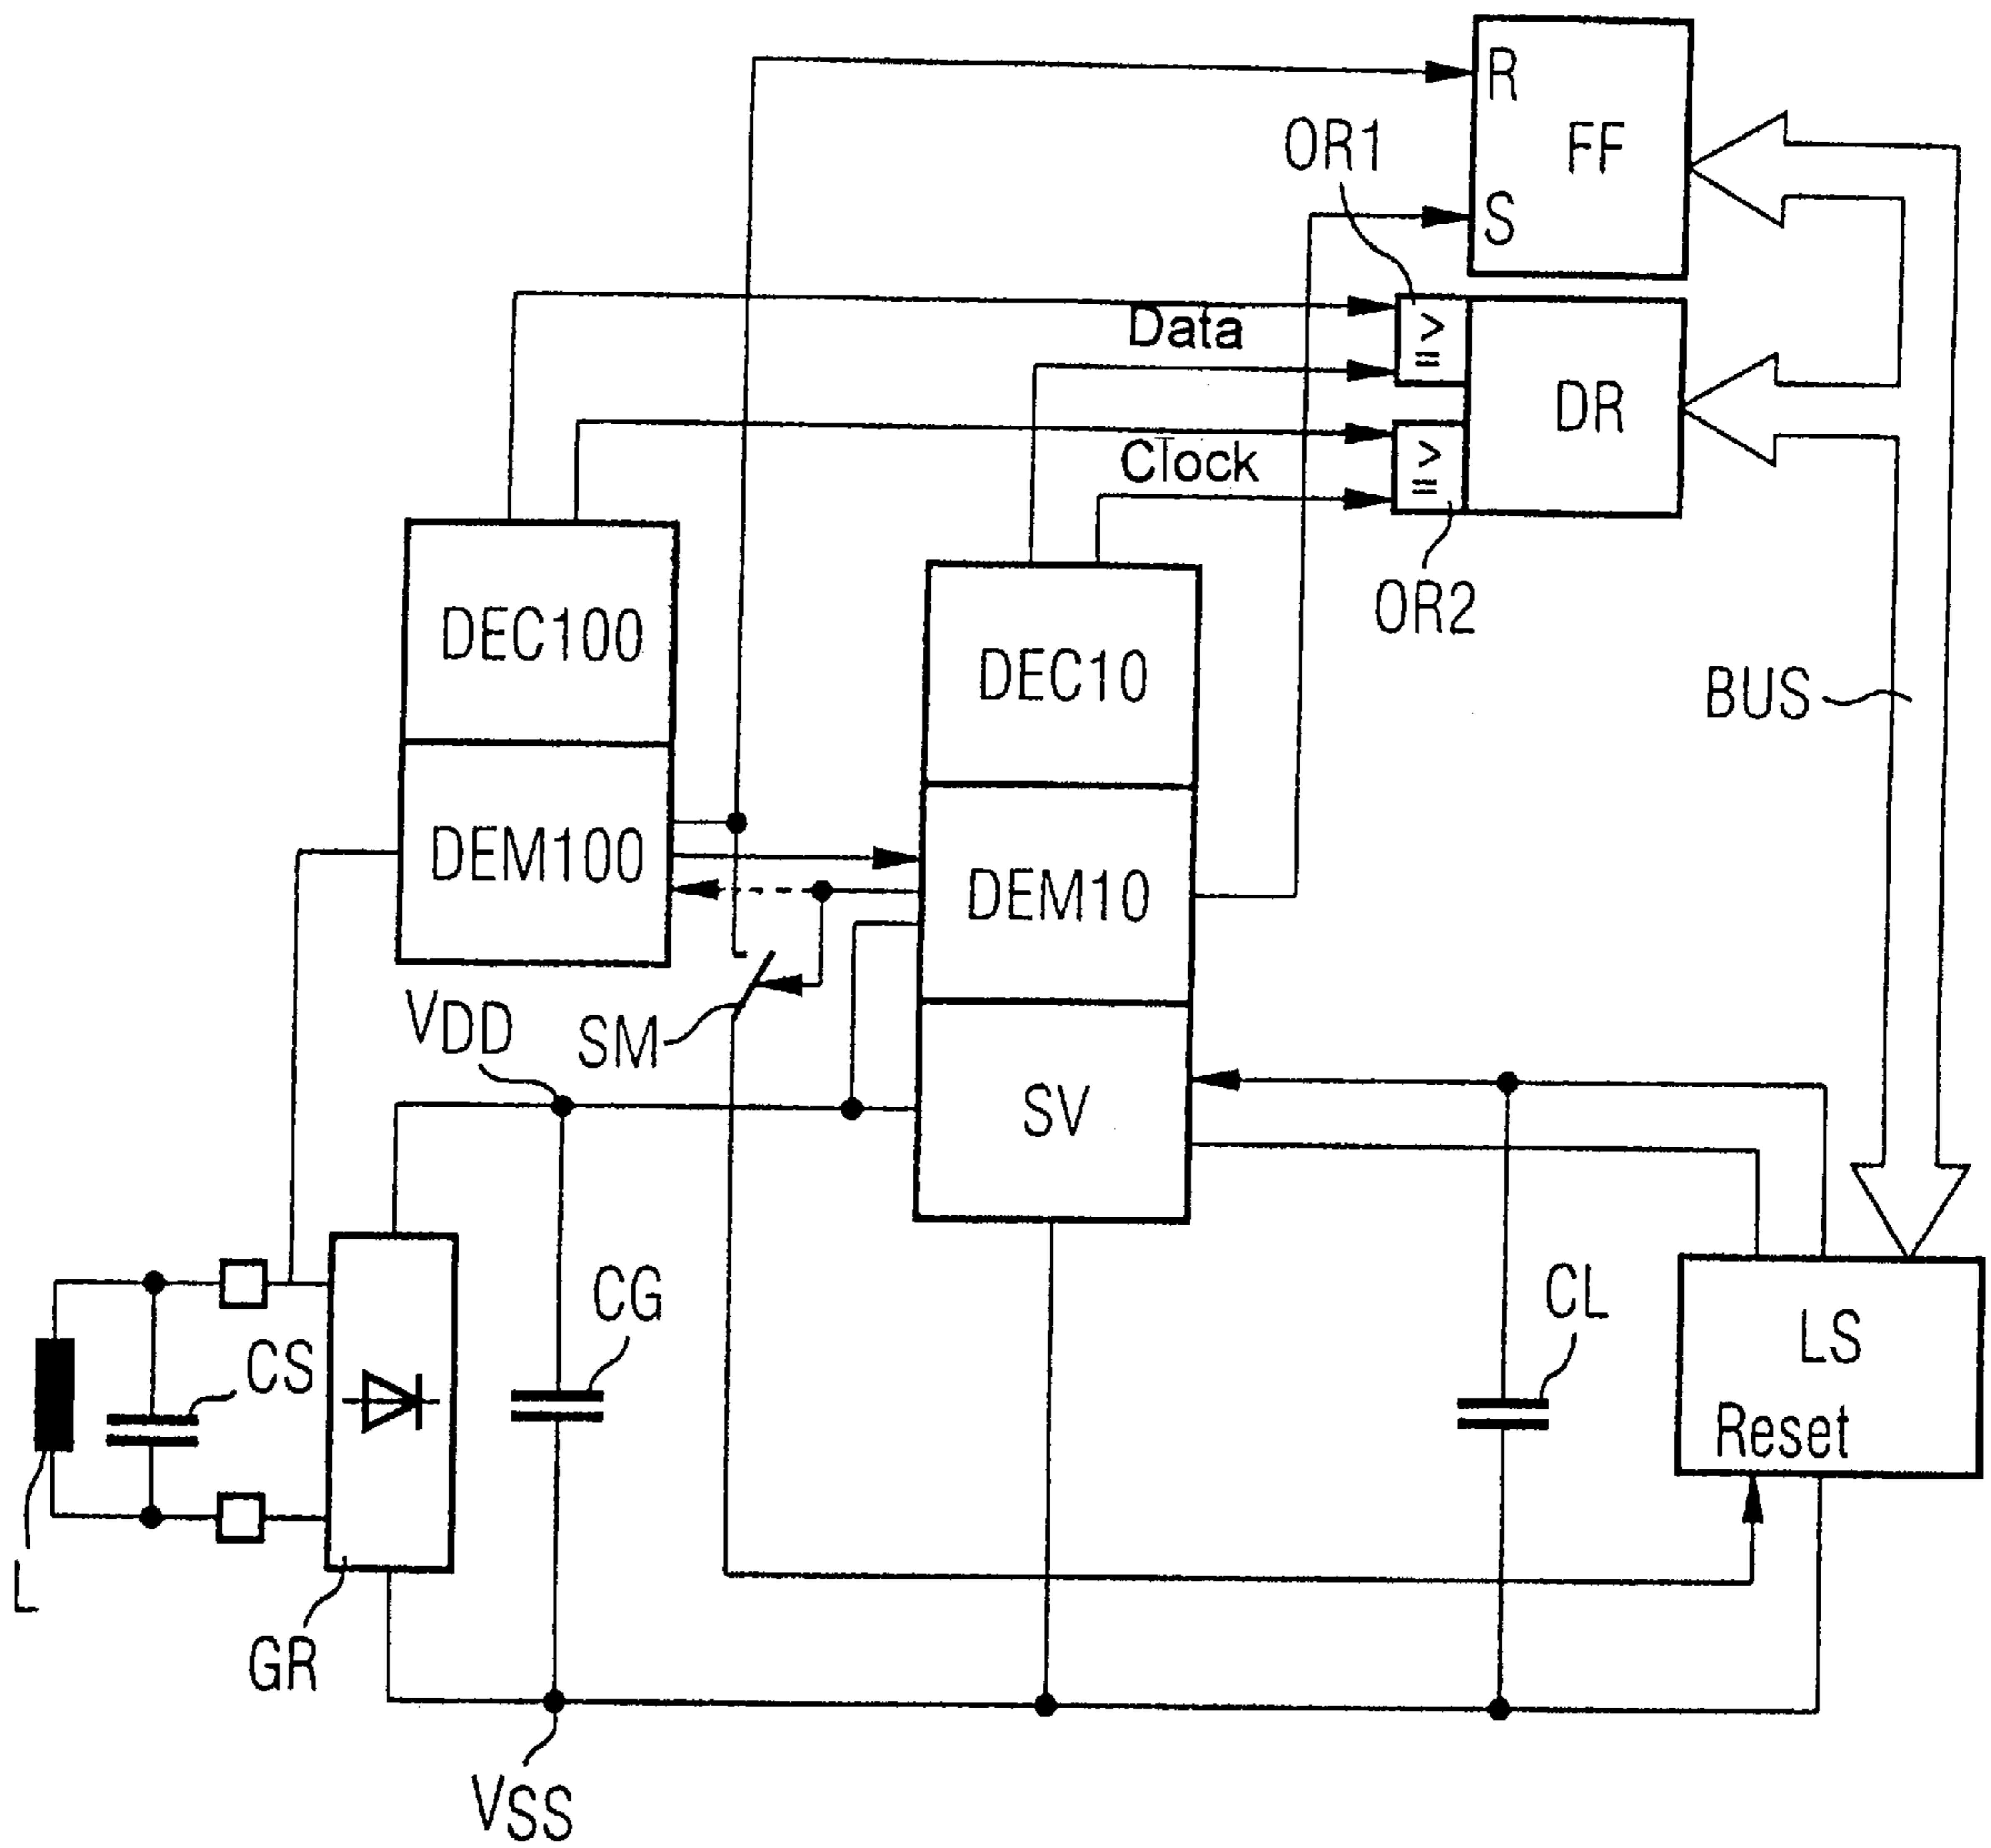 R
FF
OR1
S
Data
≥
DR
Clock
≥
DEC100
OR2
DEC10
BUS
DEM100
DEM10
VDD
SM
SV
CG
CL
CS
LS
Reset
L
GR
VSS